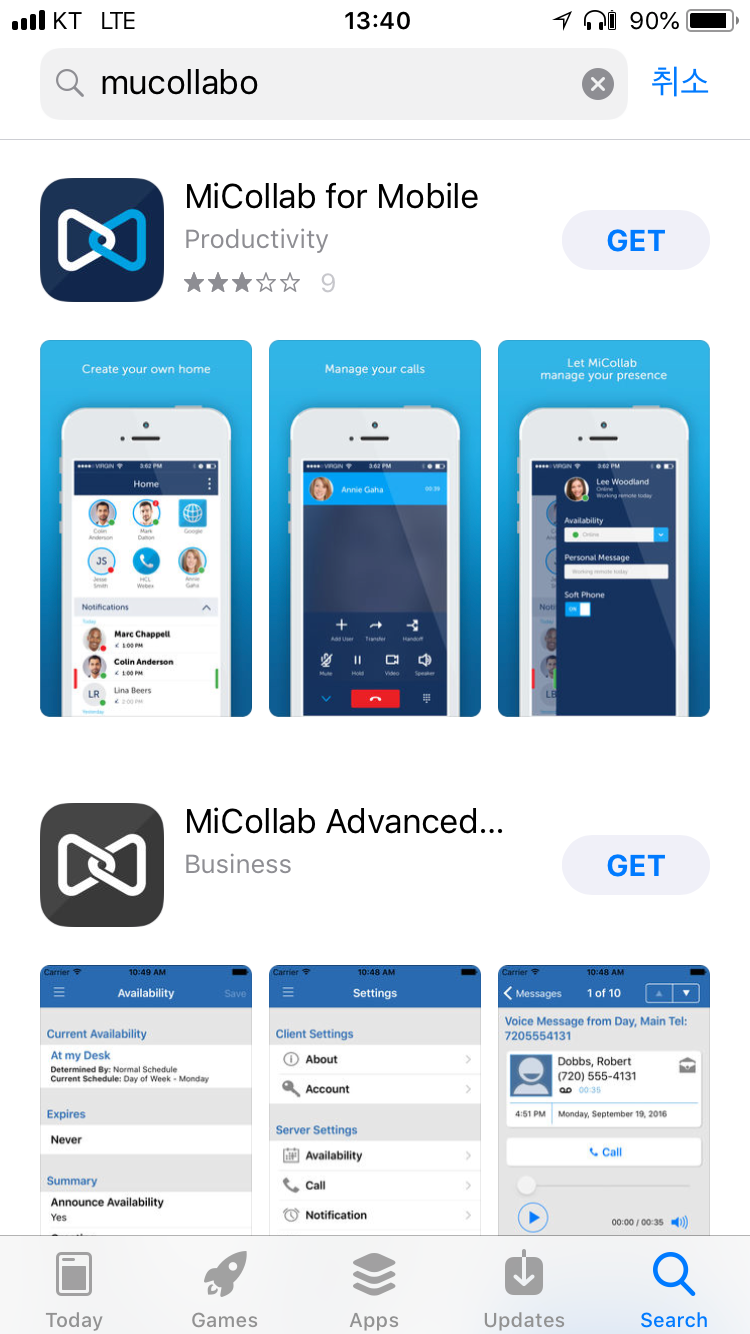 KT LTE 13:40 90%
mucollabo 취소
MiCollab for Mobile
Productivity
GET
9
Create your own home
VIRGIN 3:62 PM
Home
Colin Anderson
Mark Dalton
Google
JS
Jesse Smith
HCL Webex
Annie Gaha
Notifications
Today
Marc Chappell
1:00 PM
Colin Anderson
1:00 PM
LR
Lina Beers
2:00 PM
Yesterday
Manage your calls
VIRGIN 3:62 PM
Annie Gaha 00:35
Add User Transfer Handoff
Mute Hold Video Speaker
Let MiCollab
manage your presence
VIRGIN 3:62 PM
Lee Woodland
Online
Working remote today
Availability
Online
Personal Message
Working remote today
Soft Phone
ON
Noti
LB
MiCollab Advanced...
Business
GET
Carrier 10:49 AM
Availability Save
Current Availability
At my Desk
Determined By: Normal Schedule
Current Schedule: Day of Week - Monday
Expires
Never
Summary
Announce Availability
Yes
Carrier 10:48 AM
Settings
Client Settings
About
Account
Server Settings
Availability
Call
Notification
Carrier 10:48 AM
Messages 1 of 10
Voice Message from Day, Main Tel:
7205554131
Dobbs, Robert
(720) 555-4131
00:35
4:51 PM Monday, September 19, 2016
Call
00:00 / 00:35
Today Games Apps Updates Search